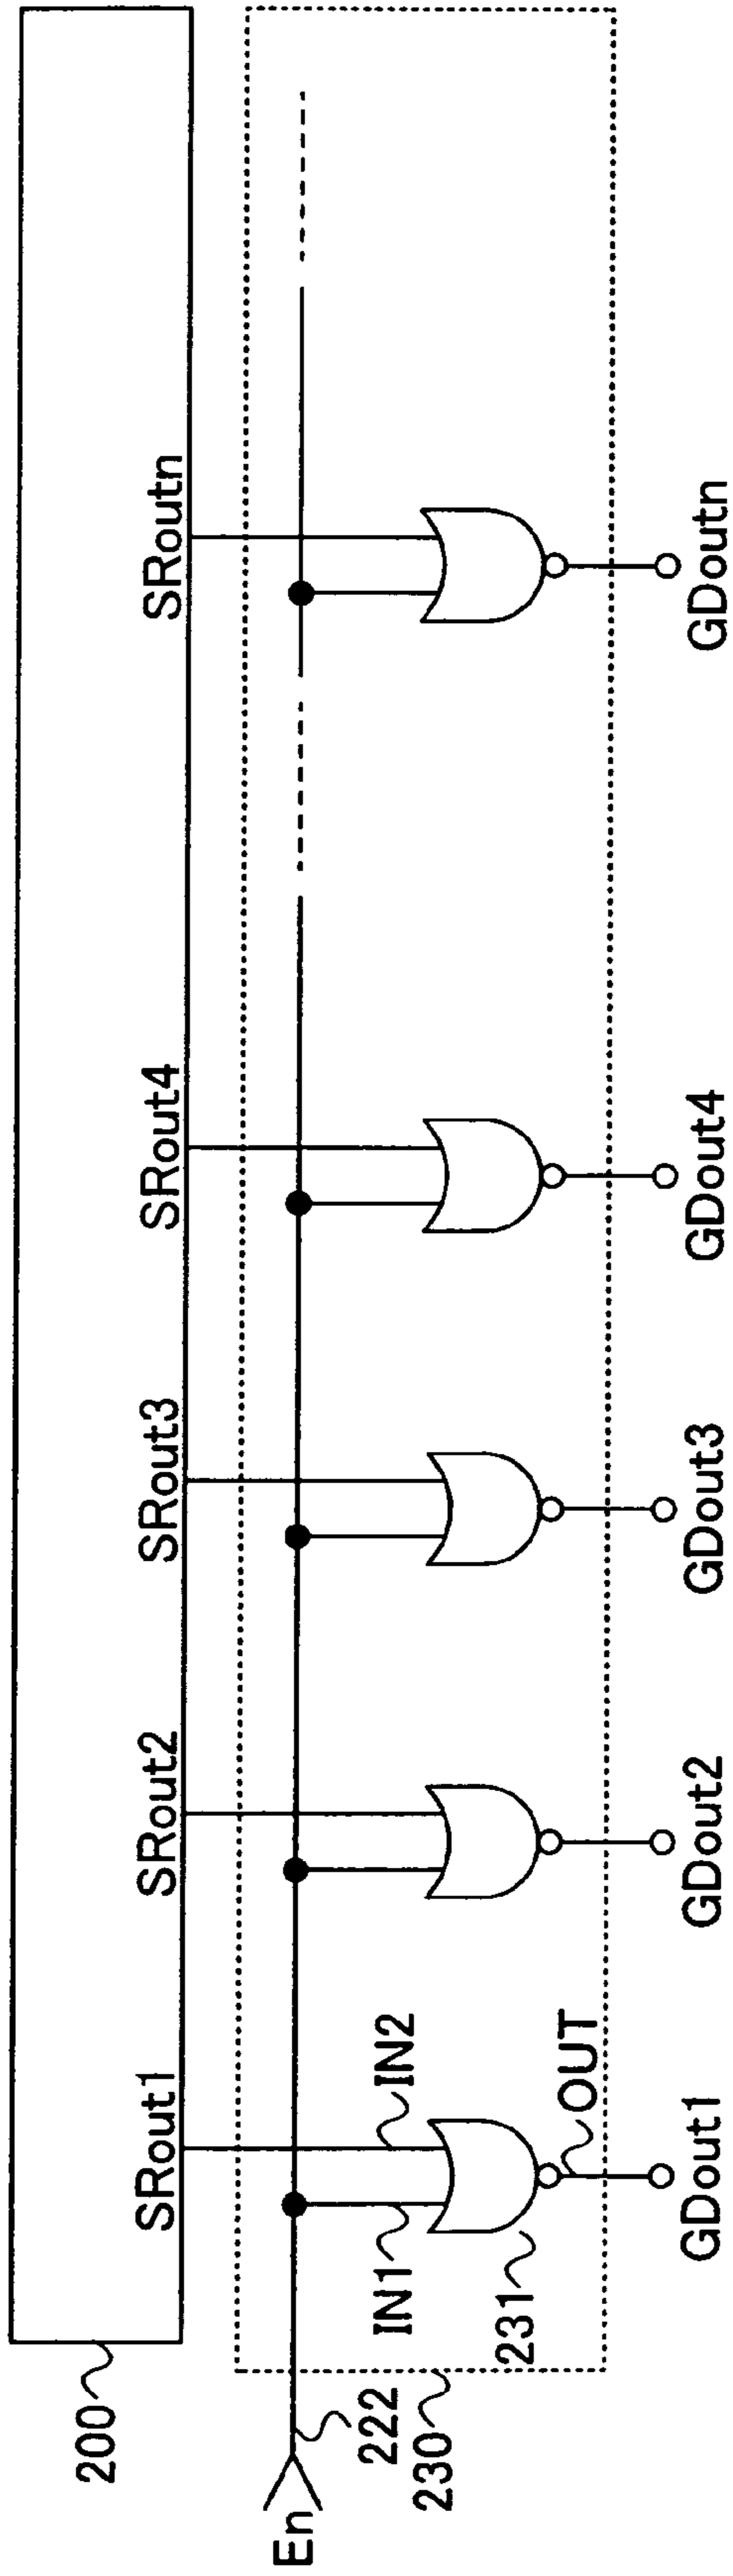 200
SRout1
SRout2
SRout3
SRout4
SRoutn
En
222
230
IN1
IN2
231
OUT
GDout1
GDout2
GDout3
GDout4
GDoutn